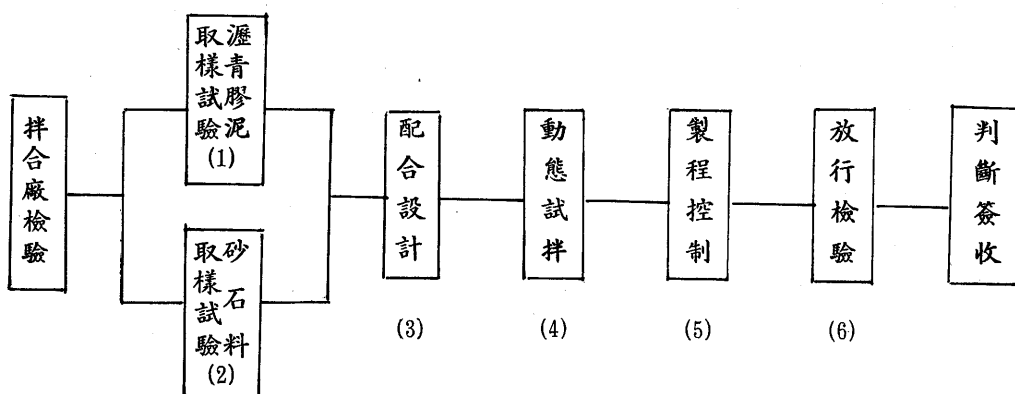 拌合廠檢驗
瀝青膠泥
取樣試驗
(1)
砂石料
取樣試驗
(2)
配合設計
(3)
動態試拌
(4)
製程控制
(5)
放行檢驗
(6)
判斷簽收